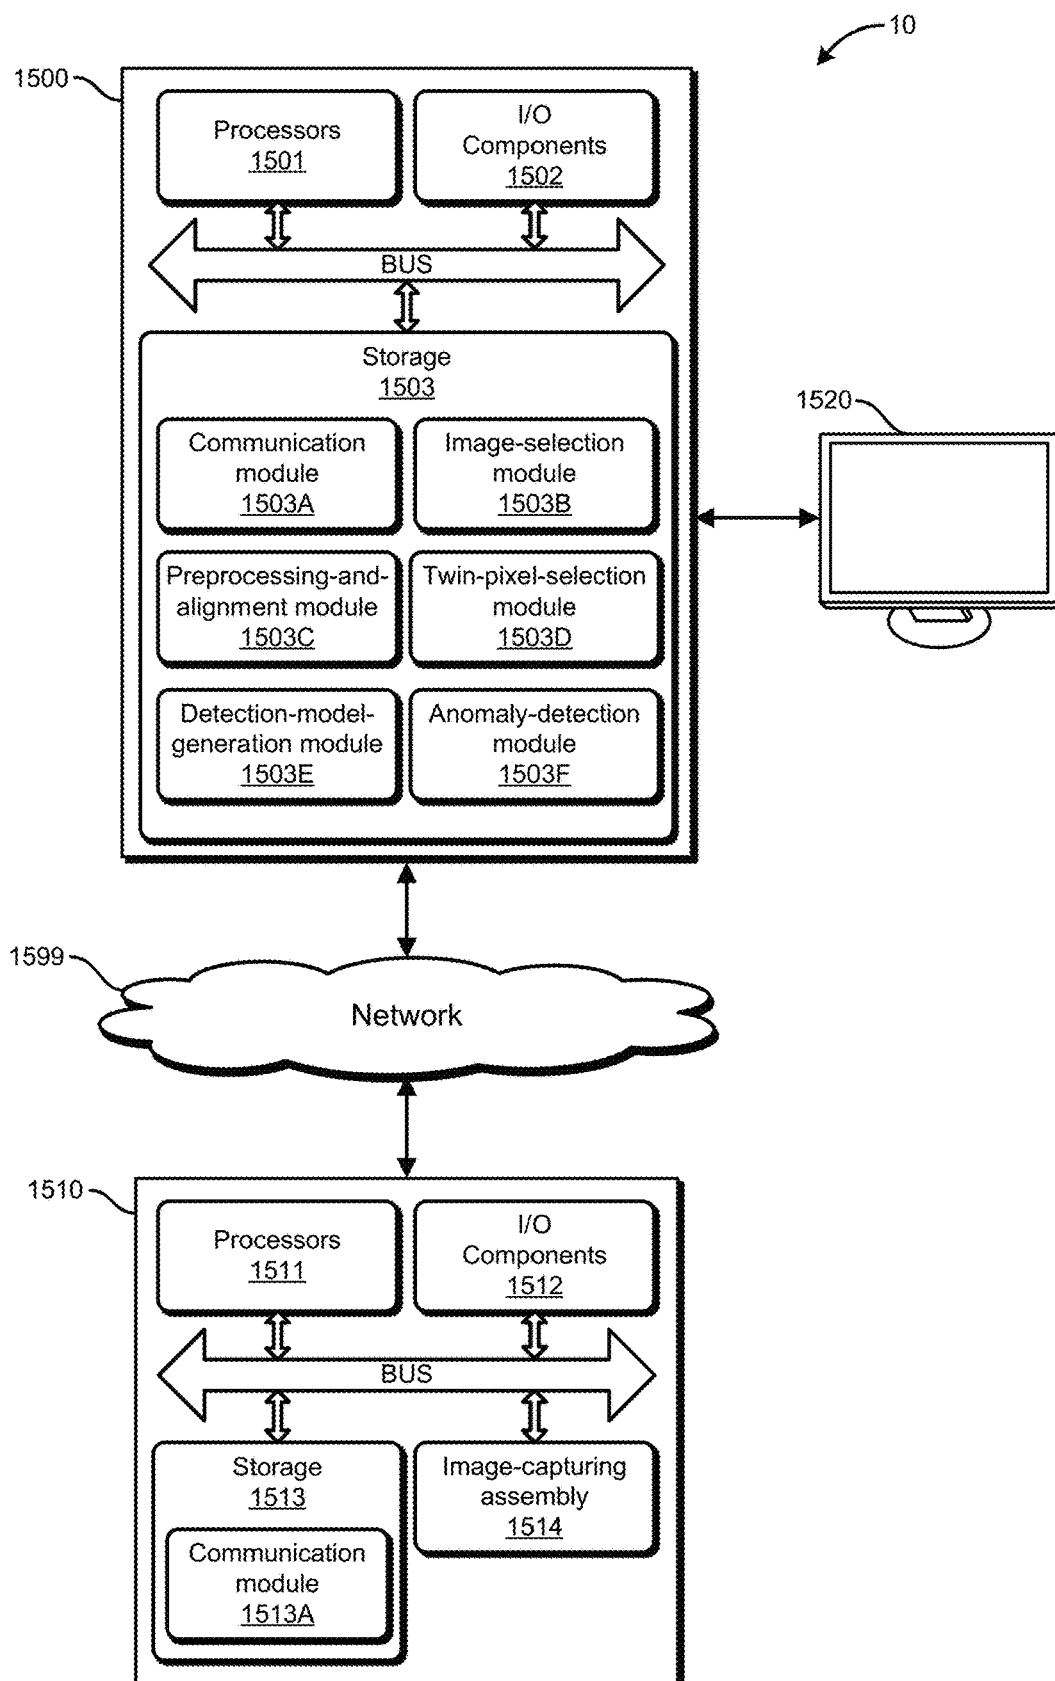 10
1500
Processors
1501
I/O
Components
1502
BUS
Storage
1503
Communication
module
1503A
Image-selection
module
1503B
Preprocessing-and-
alignment module
1503C
Twin-pixel-selection
module
1503D
Detection-model-
generation module
1503E
Anomaly-detection
module
1503F
1520
1599
Network
1510
Processors
1511
I/O
Components
1512
BUS
Storage
1513
Communication
module
1513A
Image-capturing
assembly
1514